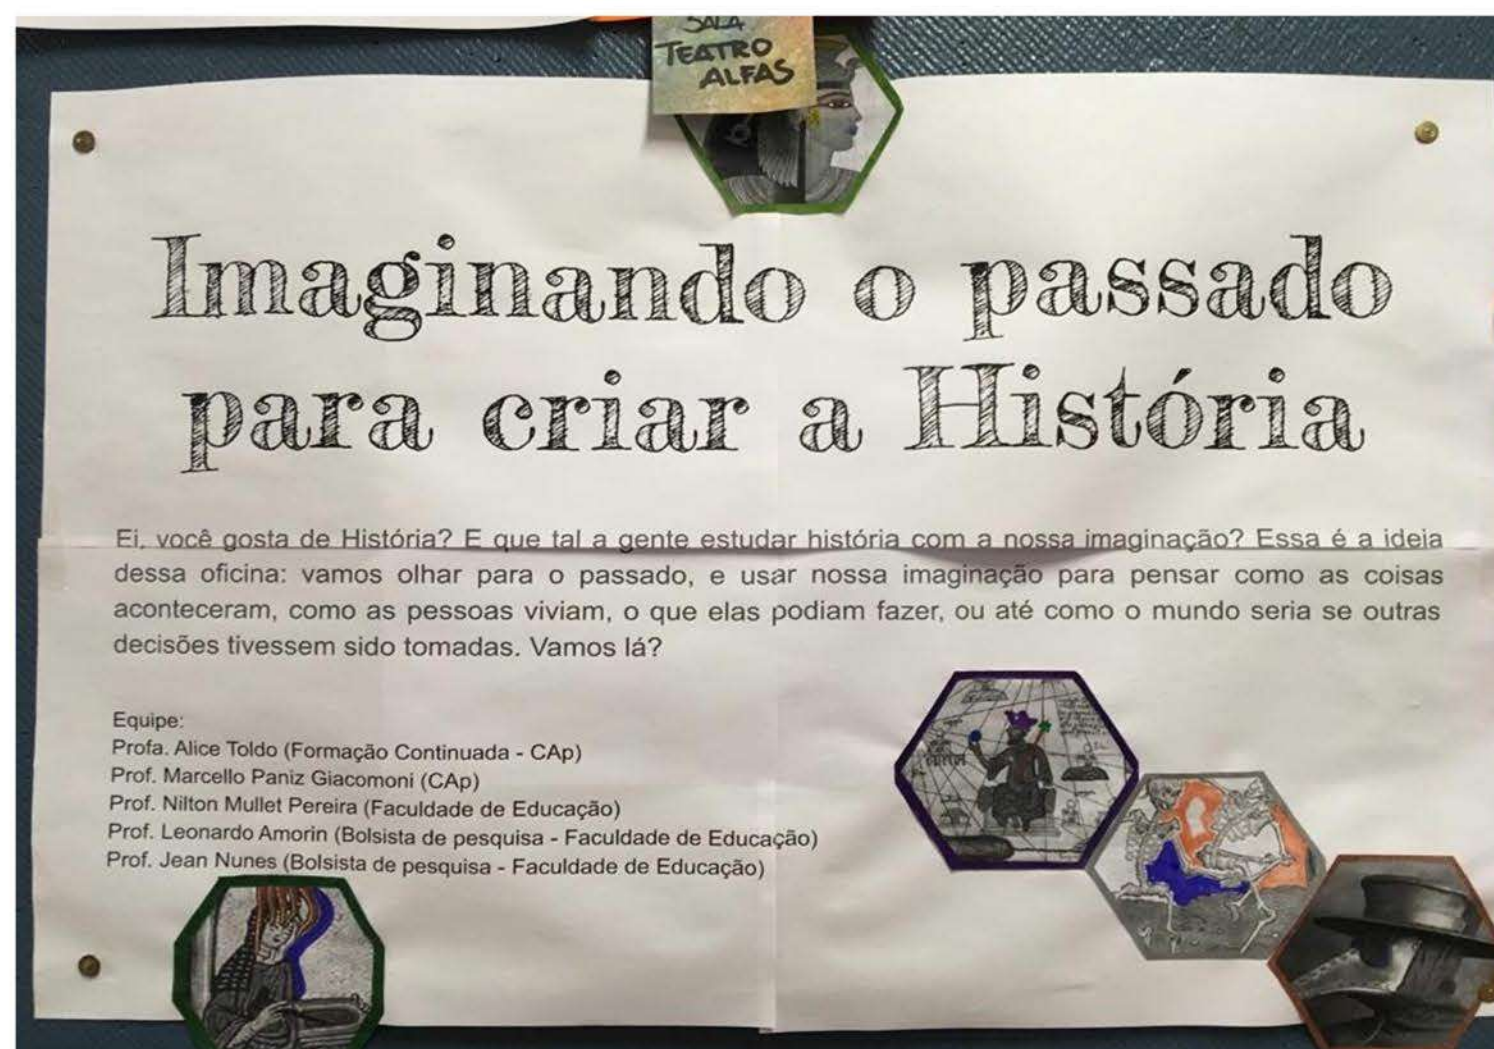 SALA
TEATRO
ALFAS
Imaginando o passado
para criar a História
Ei, você gosta de História? E que tal a gente estudar história com a nossa imaginação? Essa é a ideia
dessa oficina: vamos olhar para o passado, e usar nossa imaginação para pensar como as coisas
aconteceram, como as pessoas viviam, o que elas podiam fazer, ou até como o mundo seria se outras
decisões tivessem sido tomadas. Vamos lá?
Equipe:
Profa. Alice Toldo (Formação Continuada - CAp)
Prof. Marcello Paniz Giacomoni (CAp)
Prof. Nilton Mullet Pereira (Faculdade de Educação)
Prof. Leonardo Amorin (Bolsista de pesquisa - Faculdade de Educação)
Prof. Jean Nunes (Bolsista de pesquisa - Faculdade de Educação)